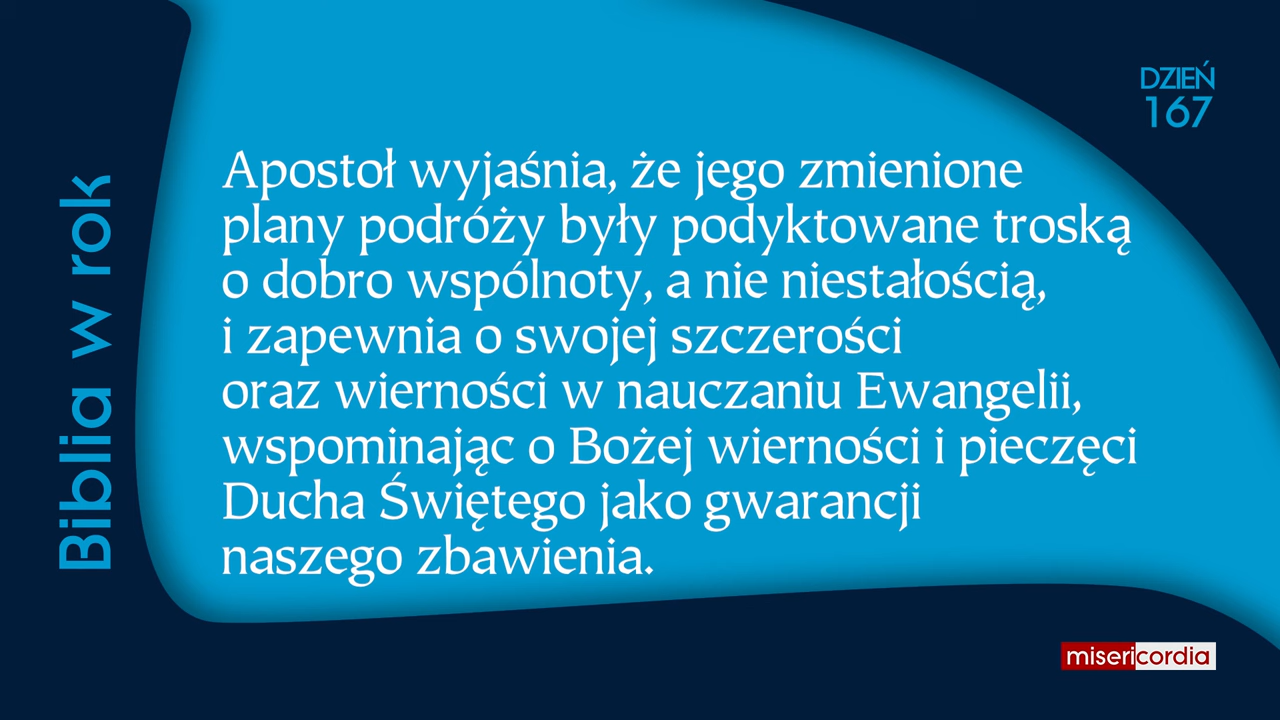 Biblia w rok
DZIEŃ
167
Apostoł wyjaśnia, że jego zmienione
plany podróży były podyktowane troską
o dobro wspólnoty, a nie niestałością,
i zapewnia o swojej szczerości
oraz wierności w nauczaniu Ewangelii,
wspominając o Bożej wierności i pieczęci
Ducha Świętego jako gwarancji
naszego zbawienia.
misericordia